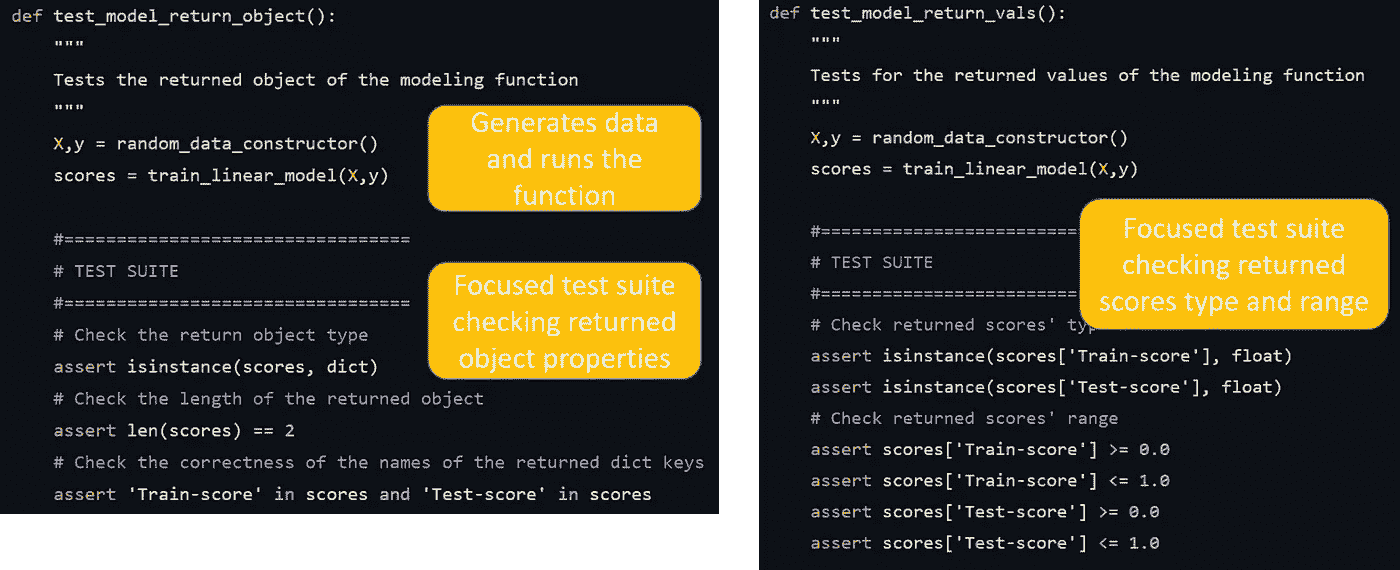 def test_model_return_object():
"""
Tests the returned object of the modeling function
"""
X,y = random_data_constructor()
scores = train_linear_model(X,y)
#=================================
# TEST SUITE
#=================================
# Check the return object type
assert isinstance(scores, dict)
# Check the length of the returned object
assert len(scores) == 2
# Check the correctness of the names of the returned dict keys
assert 'Train-score' in scores and 'Test-score' in scores
Generates data
and runs the
function
Focused test suite
checking returned
object properties
def test_model_return_vals():
"""
Tests for the returned values of the modeling function
"""
X,y = random_data_constructor()
scores = train_linear_model(X,y)
#=========================
# TEST SUITE
#=========================
# Check returned scores'
assert isinstance(scores['Train-score'], float)
assert isinstance(scores['Test-score'], float)
# Check returned scores' range
assert scores['Train-score'] >= 0.0
assert scores['Train-score'] <= 1.0
assert scores['Test-score'] >= 0.0
assert scores['Test-score'] <= 1.0
Focused test suite
checking returned
scores type and range